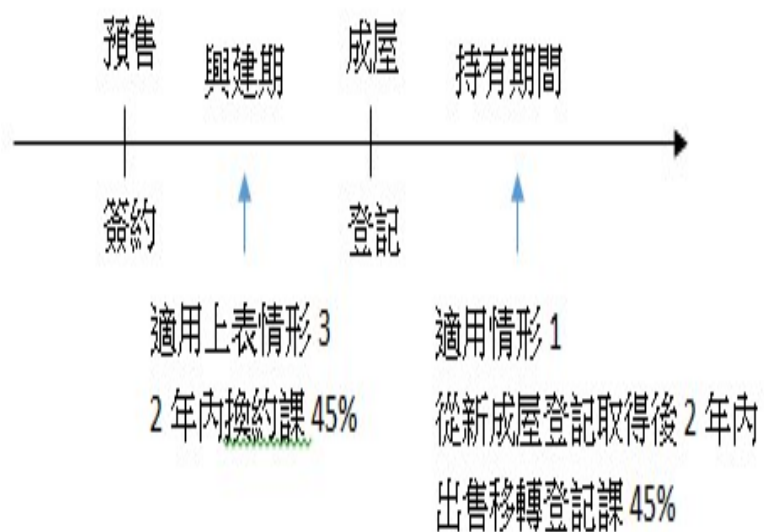 預售
興建期
成屋
持有期間
簽約
登記
適用上表情形 3
2 年內換約課 45%
適用情形 1
從新成屋登記取得後 2 年內
出售移轉登記課 45%